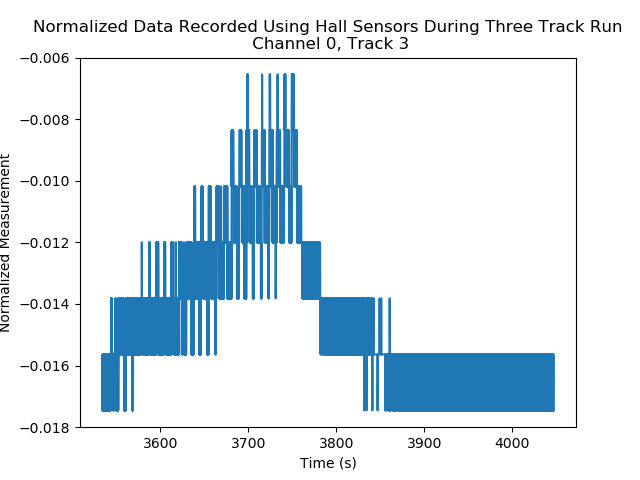 Normalized Data Recorded Using Hall Sensors During Three Track Run
Channel 0, Track 3
−0.006
−0.008
−0.010
−0.012
−0.014
−0.016
−0.018
Normalized Measurement
3600 3700 3800 3900 4000
Time (s)